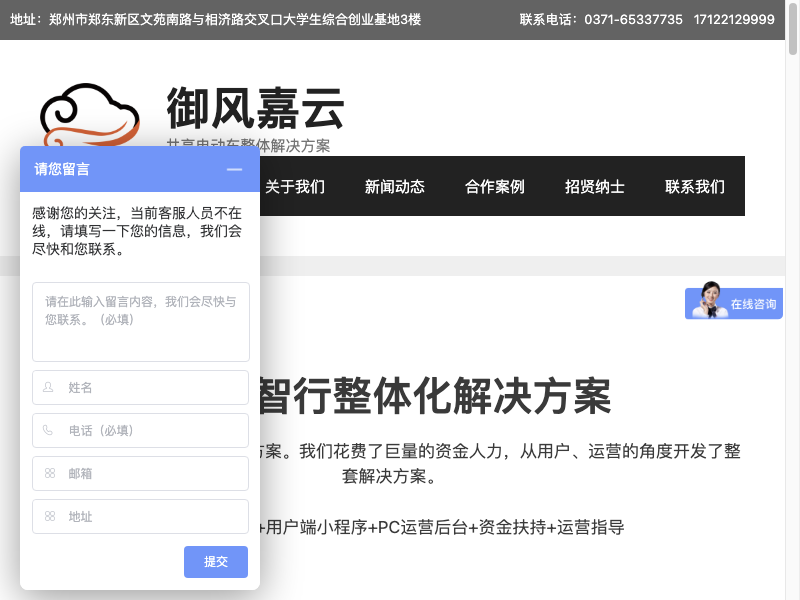 地址：郑州市郑东新区文苑南路与相济路交叉口大学生综合创业基地3楼
联系电话：0371-65337735 17122129999
御风嘉云
共享电动车整体解决方案
关于我们 新闻动态 合作案例 招贤纳士 联系我们
请您留言
感谢您的关注，当前客服人员不在
线，请填写一下您的信息，我们会
尽快和您联系。
请在此输入留言内容，我们会尽快与
您联系。（必填）
姓名
电话（必填）
邮箱
地址
提交
在线咨询
智行整体化解决方案
方案。我们花费了巨量的资金人力，从用户、运营的角度开发了整
套解决方案。
+用户端小程序+PC运营后台+资金扶持+运营指导